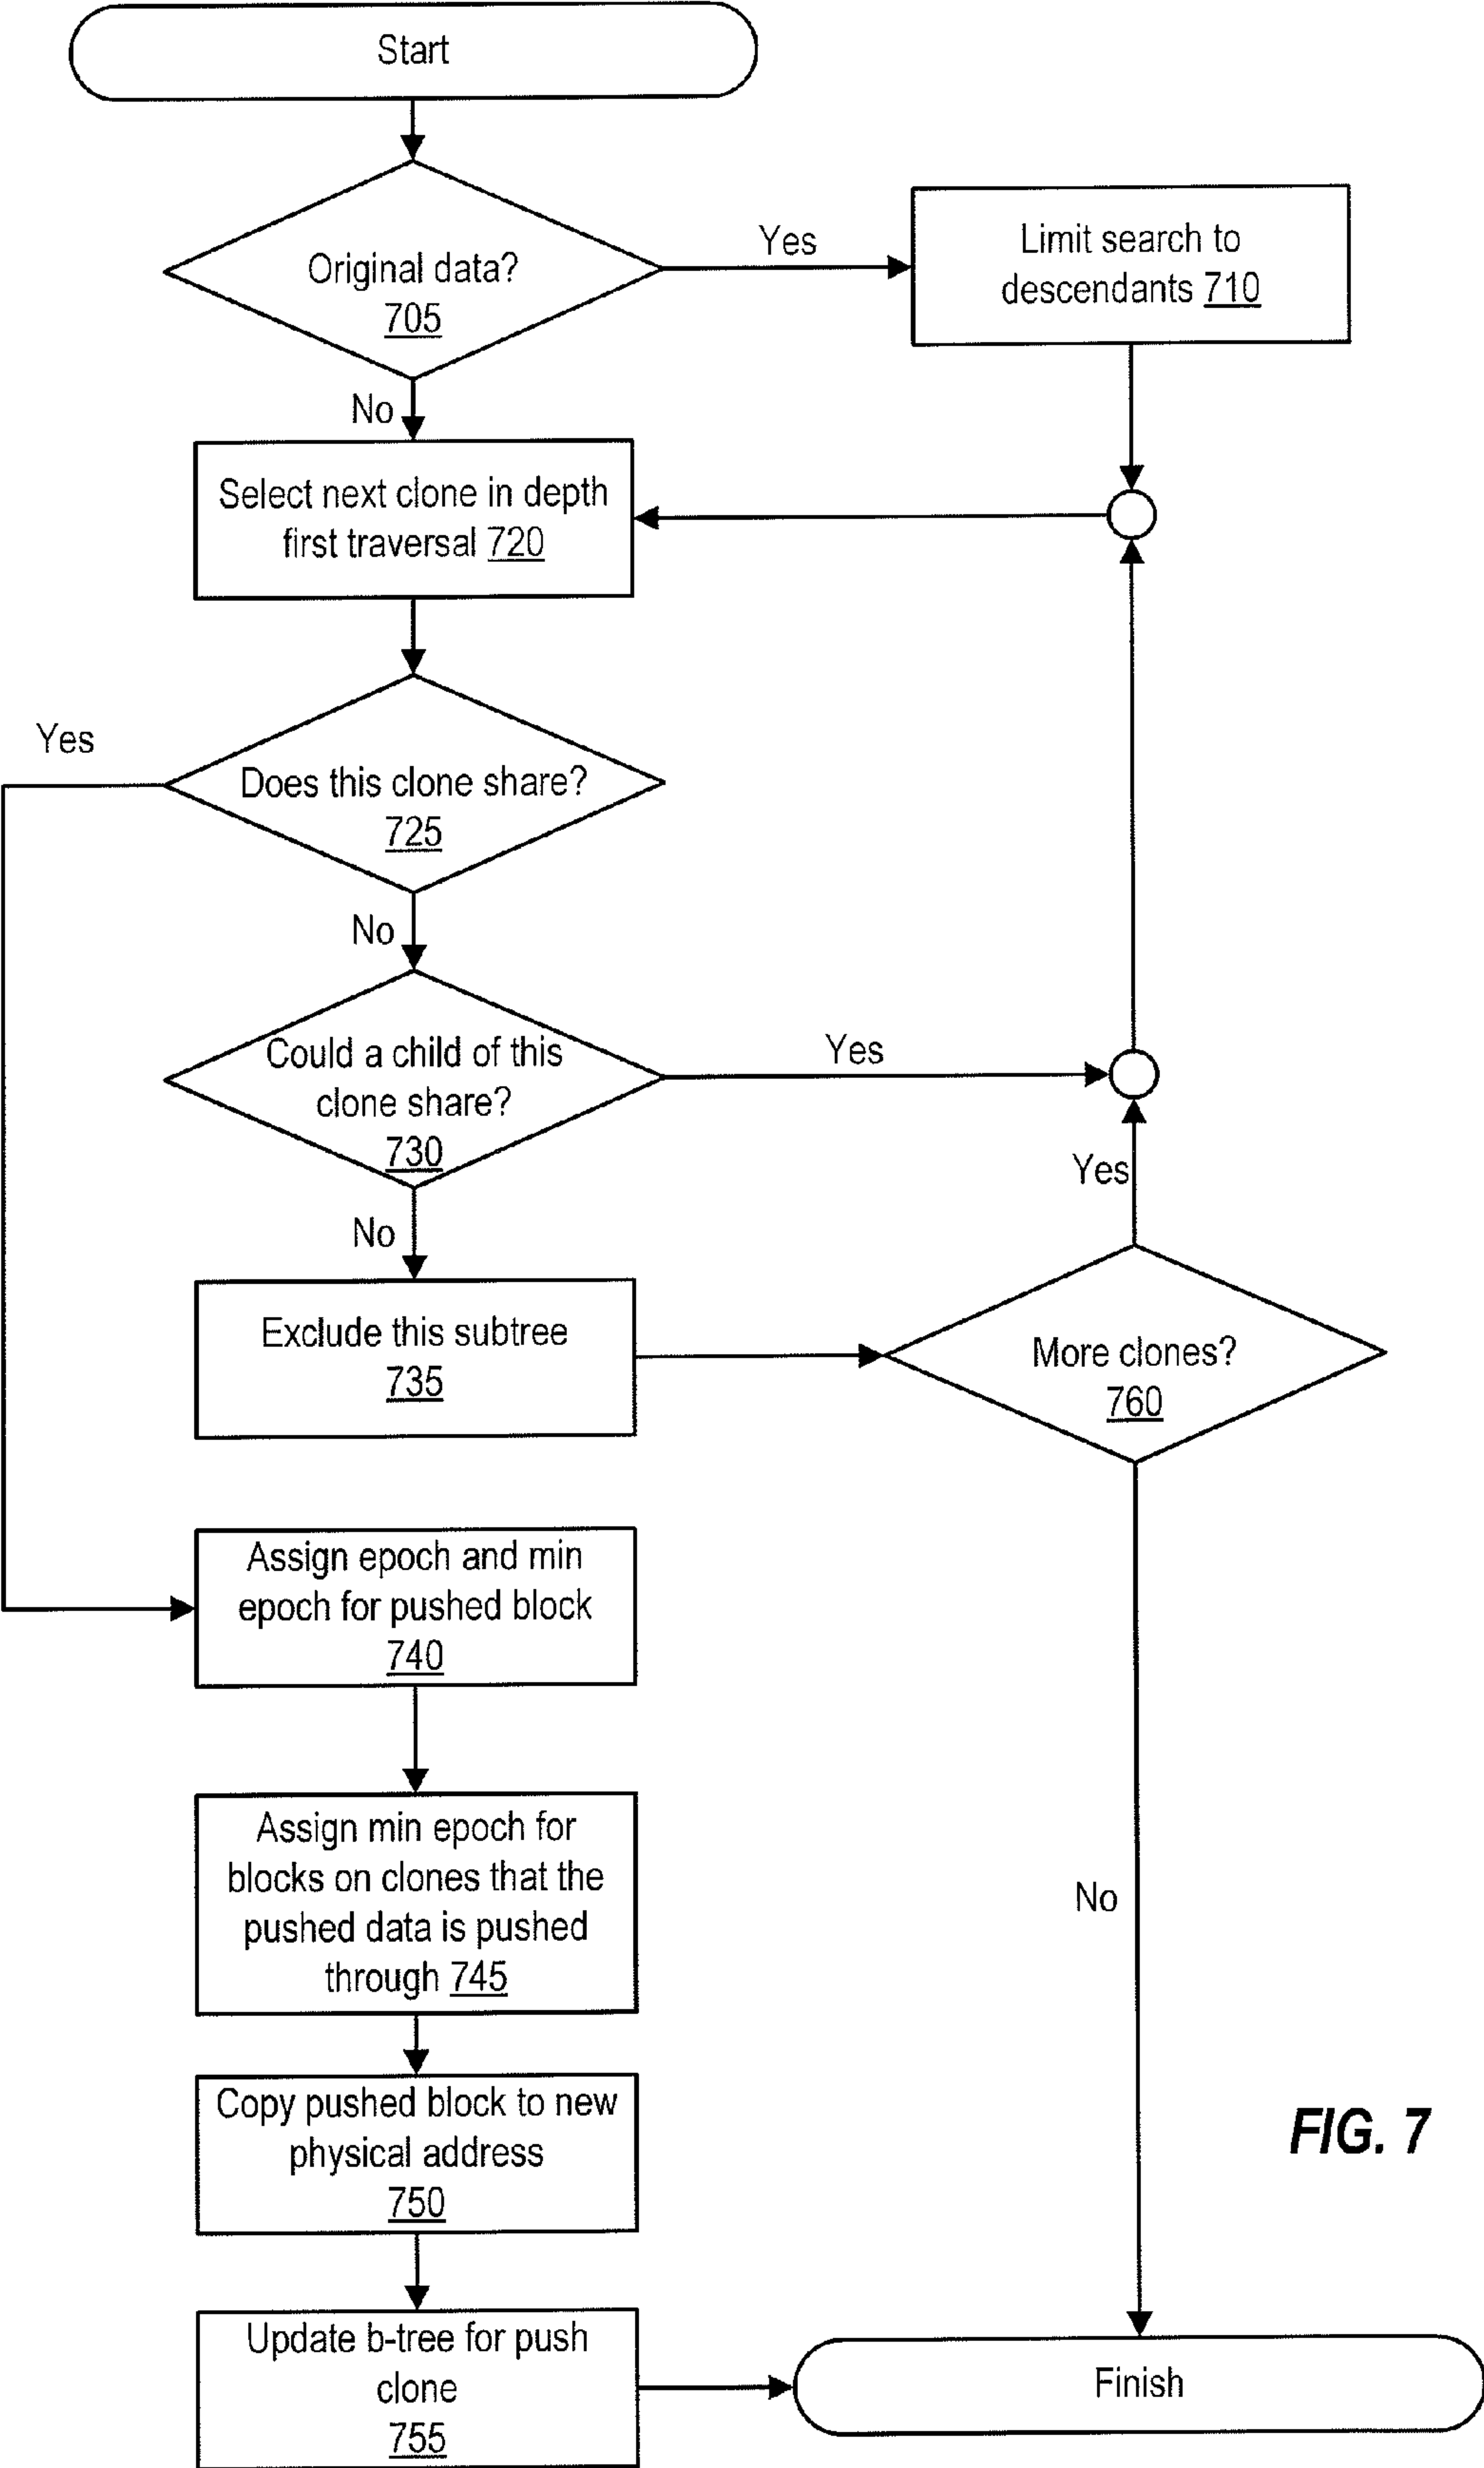 Start
Original data?
705
Yes
Limit search to
descendants 710
No
Select next clone in depth
first traversal 720
Yes
Does this clone share?
725
No
Could a child of this
clone share?
730
Yes
Yes
No
Exclude this subtree
735
More clones?
760
Assign epoch and min
epoch for pushed block
740
Assign min epoch for
blocks on clones that the
pushed data is pushed
through 745
No
Copy pushed block to new
physical address
750
FIG. 7
Update b-tree for push
clone
755
Finish